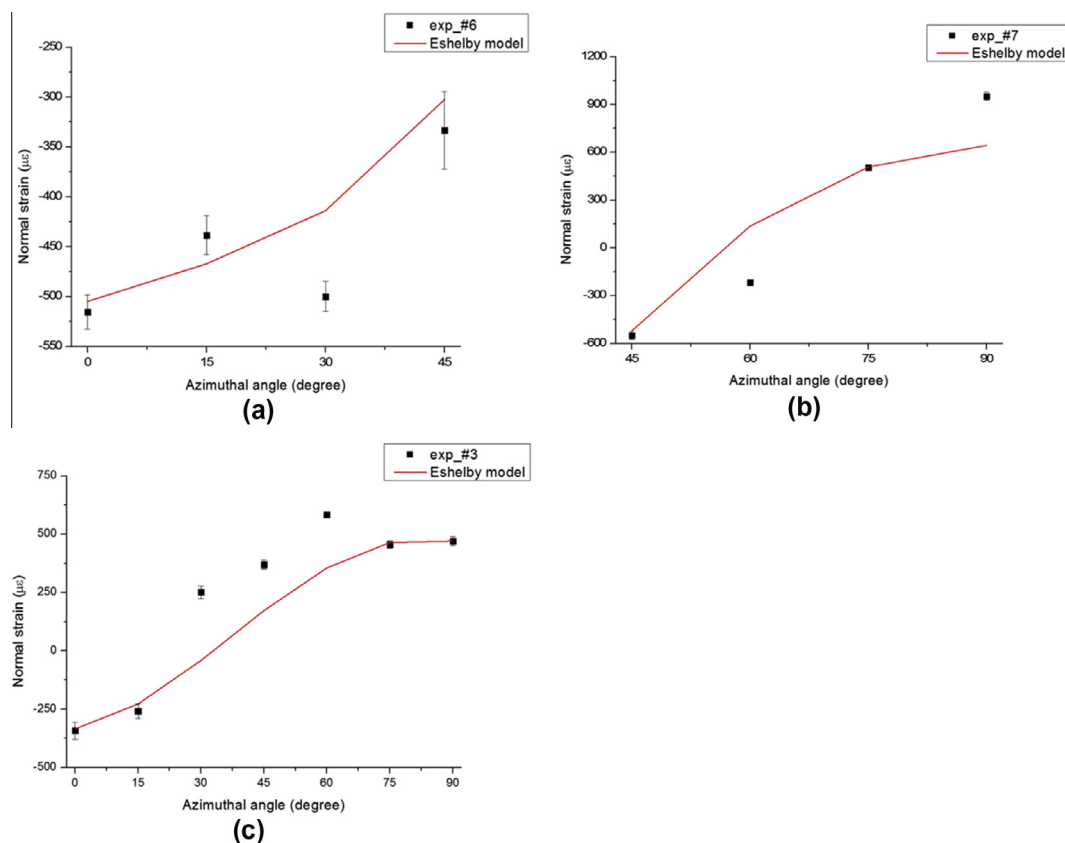 exp_#6
Eshelby model
-250
-300
-350
-400
-450
-500
-550
Normal strain (με)
0 15 30 45
Azimuthal angle (degree)
(a)
exp_#7
Eshelby model
1200
900
600
300
0
-300
-600
Normal strain (με)
45 60 75 90
Azimuthal angle (degree)
(b)
exp_#3
Eshelby model
750
500
250
0
-250
-500
Normal strain (με)
0 15 30 45 60 75 90
Azimuthal angle (degree)
(c)